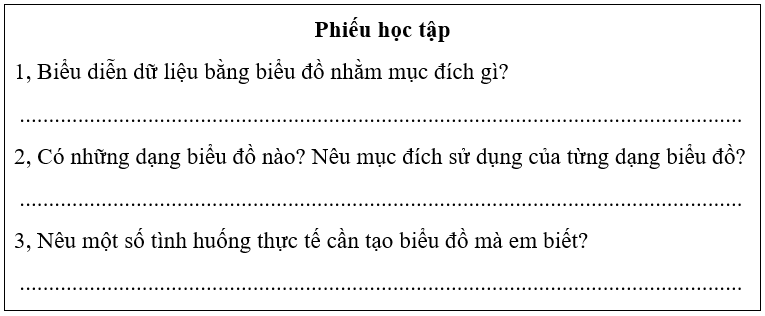 Phiếu học tập
1, Biểu diễn dữ liệu bằng biểu đồ nhằm mục đích gì?
................................................................................................................................
2, Có những dạng biểu đồ nào? Nêu mục đích sử dụng của từng dạng biểu đồ?
................................................................................................................................
3, Nêu một số tình huống thực tế cần tạo biểu đồ mà em biết?
................................................................................................................................